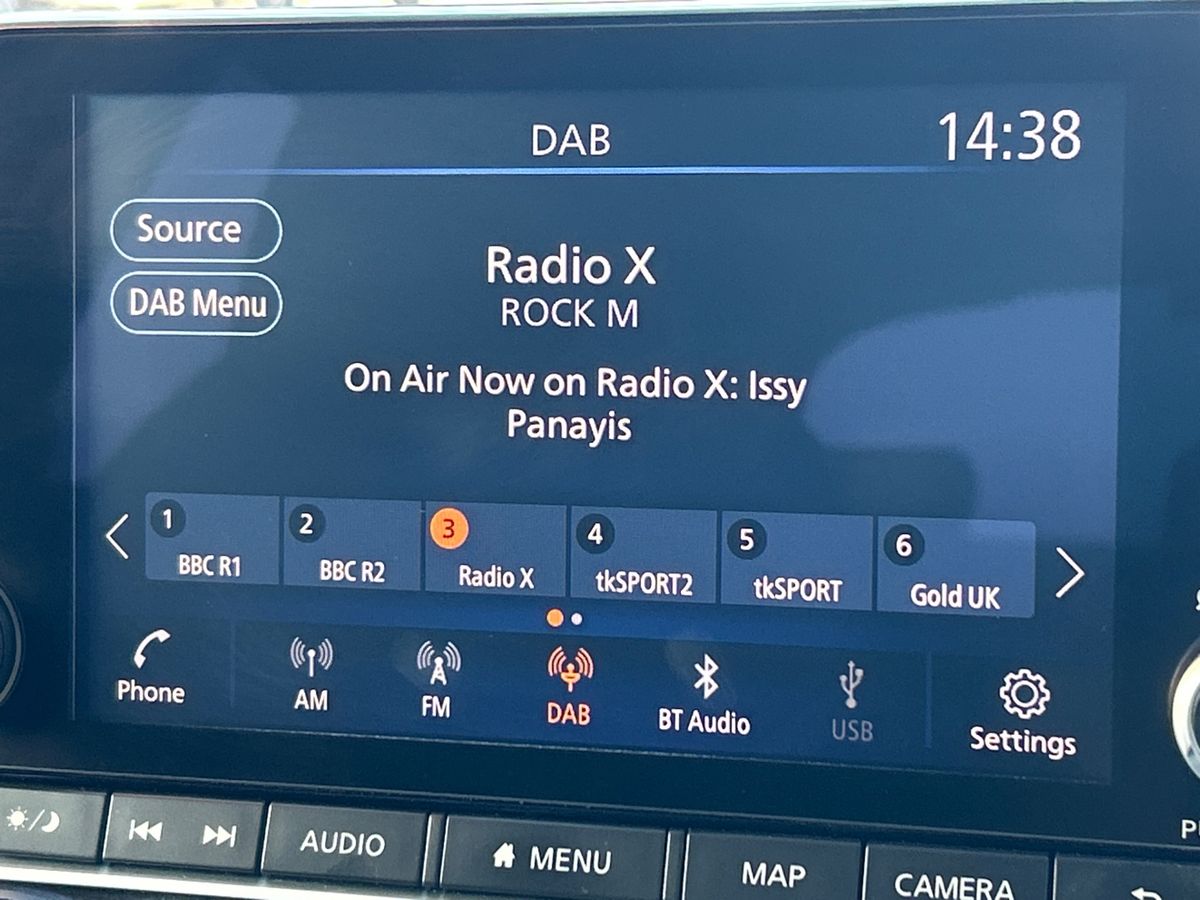 DAB
14:38
Source
DAB Menu
Radio X
ROCK M
On Air Now on Radio X: Issy
Panayis
1
BBC R1
2
BBC R2
3
Radio X
4
tkSPORT2
5
tkSPORT
6
Gold UK
Phone
AM
FM
DAB
BT Audio
USB
Settings
AUDIO
MENU
MAP
CAMERA